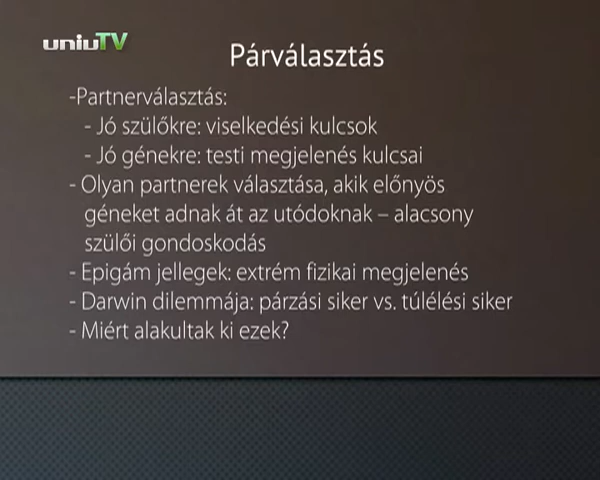 uniuTV
Párválasztás
-Partnerválasztás:
- Jó szülőkre: viselkedési kulcsok
- Jó génekre: testi megjelenés kulcsai
- Olyan partnerek választása, akik előnyös
géneket adnak át az utódoknak – alacsony
szülői gondoskodás
- Epigám jellegek: extrém fizikai megjelenés
- Darwin dilemmája: párzási siker vs. túlélési siker
- Miért alakultak ki ezek?